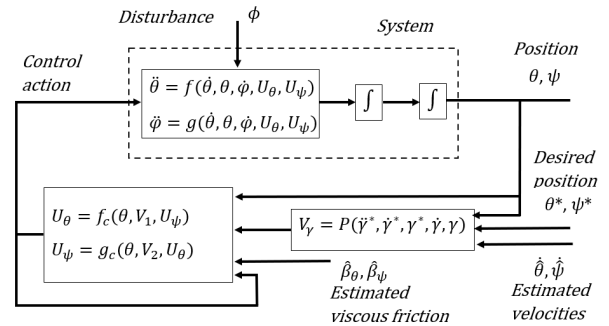 Disturbance
ϕ
System
Control
action
θ̈ = f(θ̇, θ, φ̇, U_θ, U_ψ)
φ̈ = g(θ̇, θ, φ̇, U_θ, U_ψ)
∫
∫
Position
θ, ψ
Desired
position
θ*, ψ*
U_θ = f_c(θ, V_1, U_ψ)
U_ψ = g_c(θ, V_2, U_θ)
V_γ = P(γ̈*, γ̇*, γ*, γ̇, γ)
β̂_θ, β̂_ψ
Estimated
viscous friction
θ̇̂, ψ̇̂
Estimated
velocities